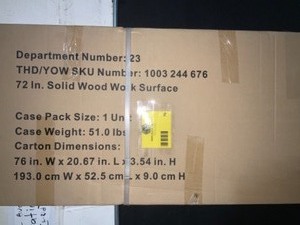 Department Number: 23
THD/YOW SKU Number: 1003 244 676
72 In. Solid Wood Work Surface
Case Pack Size: 1 Unit
Case Weight: 51.0 lbs
Carton Dimensions:
76 in. W x 20.67 in. L x 3.54 in. H
193.0 cm W x 52.5 cm L x 9.0 cm H